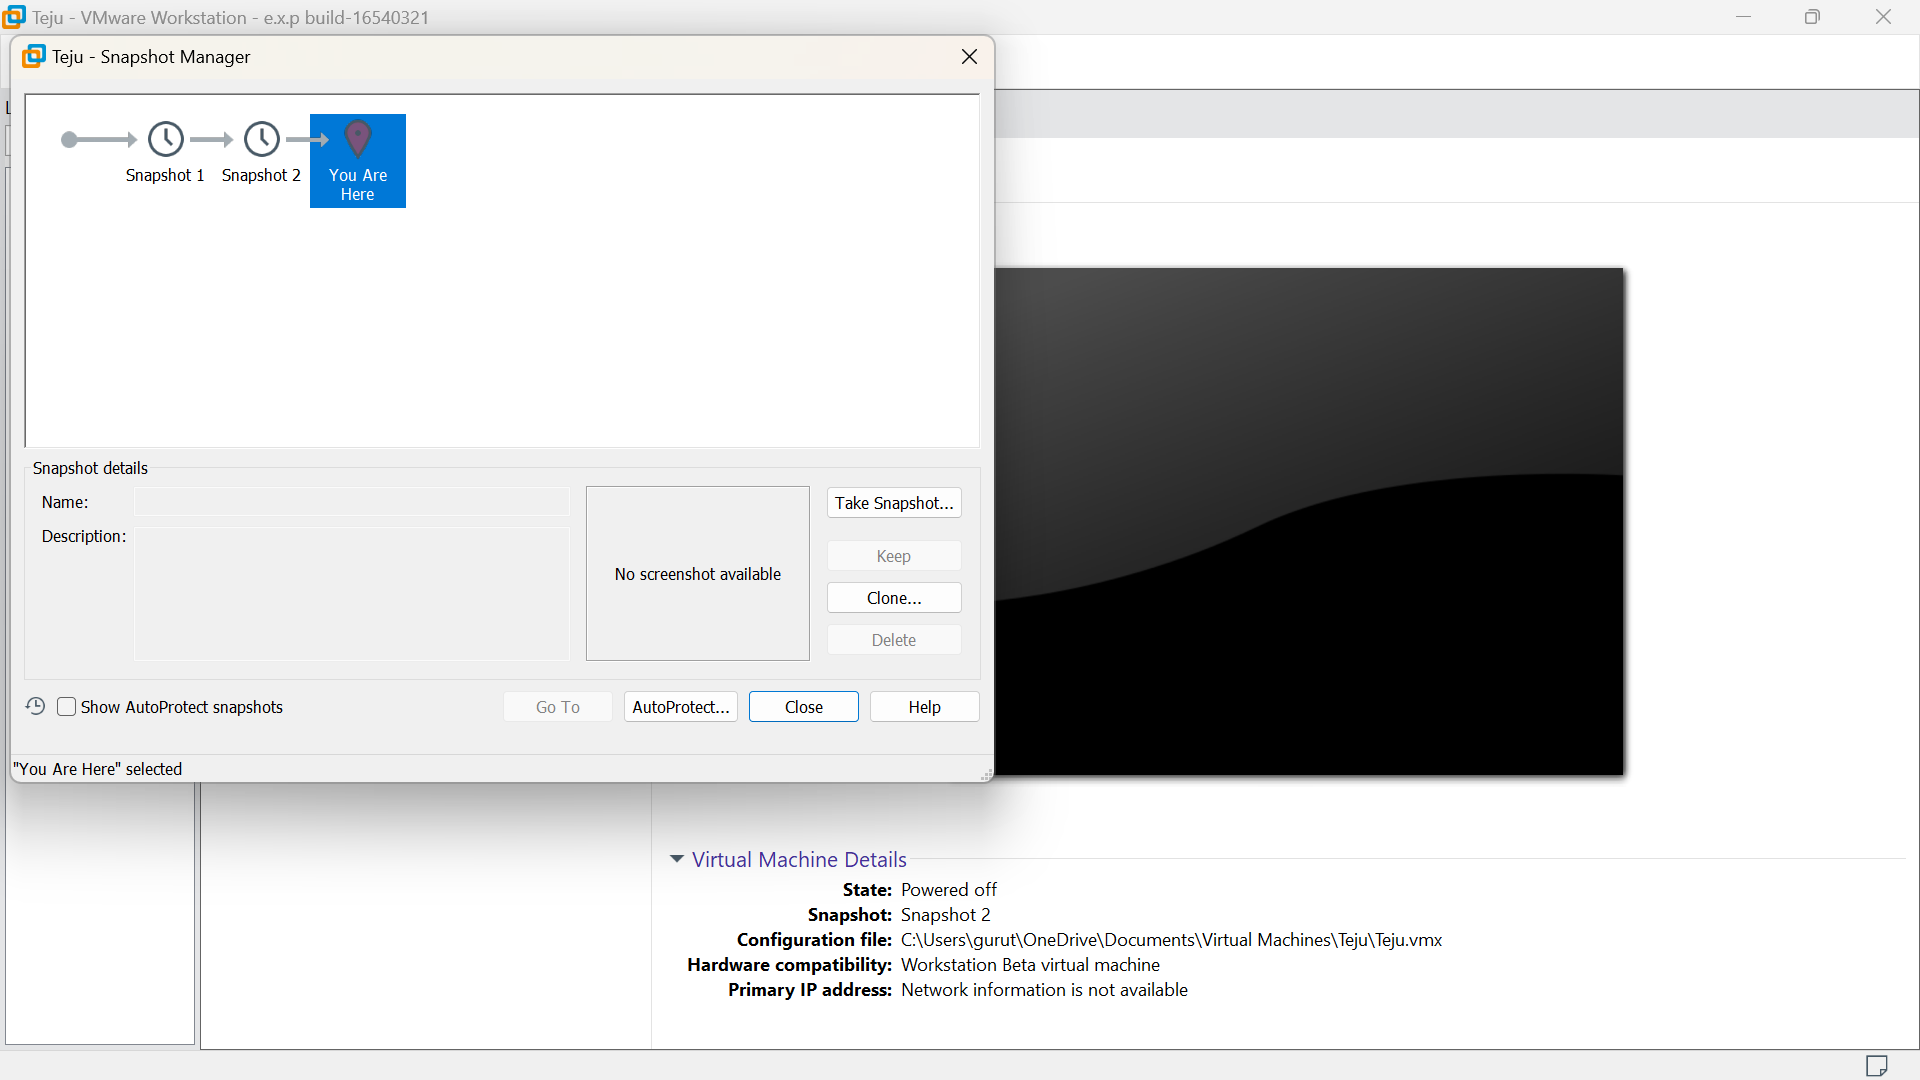 Teju - VMware Workstation - e.x.p build-16540321
Teju - Snapshot Manager
Snapshot 1
Snapshot 2
You Are
Here
Snapshot details
Name:
Description:
No screenshot available
Take Snapshot...
Keep
Clone...
Delete
Show AutoProtect snapshots
Go To
AutoProtect...
Close
Help
"You Are Here" selected
Virtual Machine Details
State: Powered off
Snapshot: Snapshot 2
Configuration file: C:\Users\gurut\OneDrive\Documents\Virtual Machines\Teju\Teju.vmx
Hardware compatibility: Workstation Beta virtual machine
Primary IP address: Network information is not available